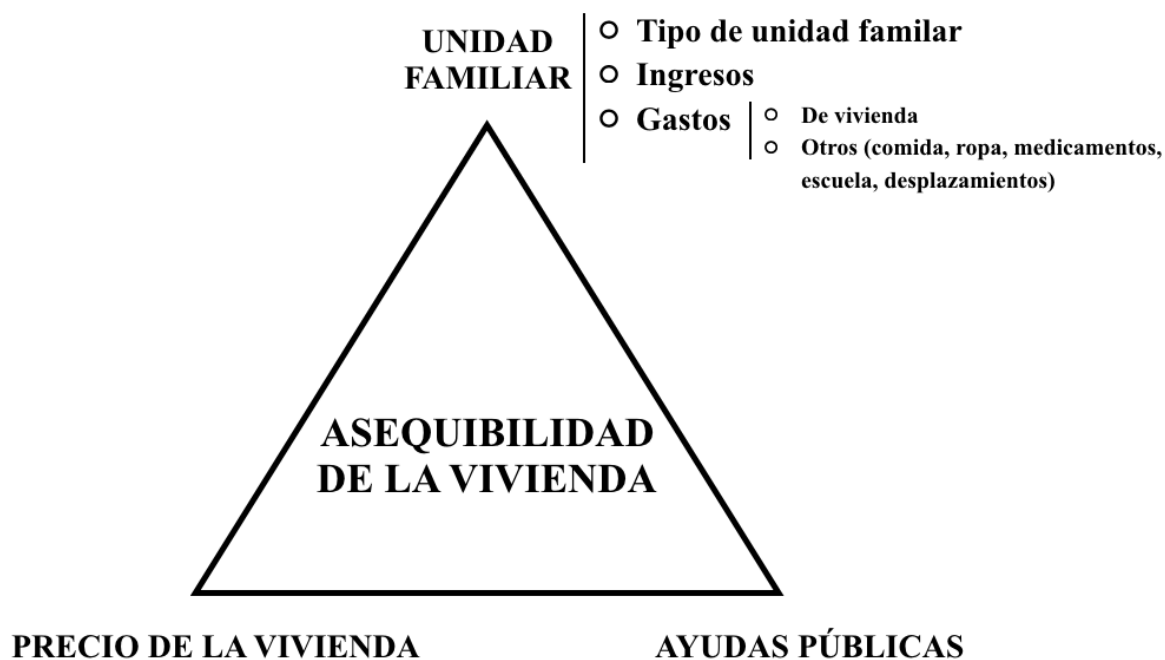 UNIDAD
FAMILIAR
Tipo de unidad familar
Ingresos
Gastos
De vivienda
Otros (comida, ropa, medicamentos,
escuela, desplazamientos)
ASEQUIBILIDAD
DE LA VIVIENDA
PRECIO DE LA VIVIENDA
AYUDAS PÚBLICAS